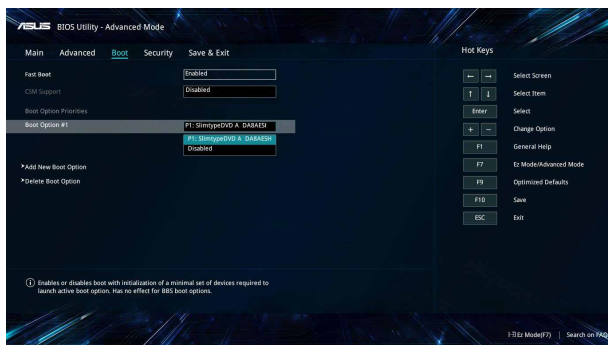 ASUS BIOS Utility - Advanced Mode
Main Advanced Boot Security Save & Exit
Hot Keys
Fast Boot Enabled
CSM Support Disabled
Boot Option Priorities
Boot Option #1 P1: SlimtypeDVD A DA8AESI
P1: SlimtypeDVD A DA8AESH
Disabled
>Add New Boot Option
>Delete Boot Option
← → Select Screen
↑ ↓ Select Item
Enter Select
+ - Change Option
F1 General Help
F7 Ez Mode/Advanced Mode
F9 Optimized Defaults
F10 Save
ESC Exit
Enables or disables boot with initialization of a minimal set of devices required to
launch active boot option. Has no effect for BBS boot options.
Ez Mode(F7) | Search on FAQ